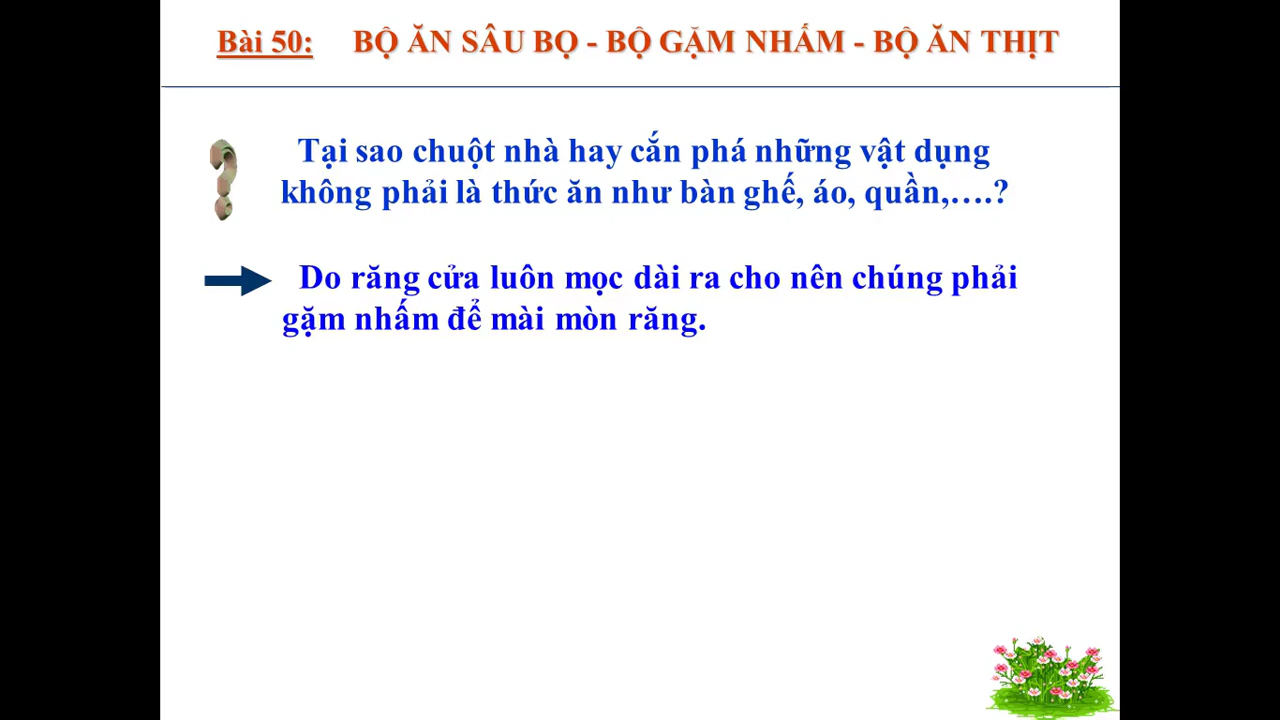 Bài 50: BỘ ĂN SÂU BỌ - BỘ GẶM NHẤM - BỘ ĂN THỊT
Tại sao chuột nhà hay cắn phá những vật dụng
không phải là thức ăn như bàn ghế, áo, quần,….?
Do răng cửa luôn mọc dài ra cho nên chúng phải
gặm nhấm để mài mòn răng.